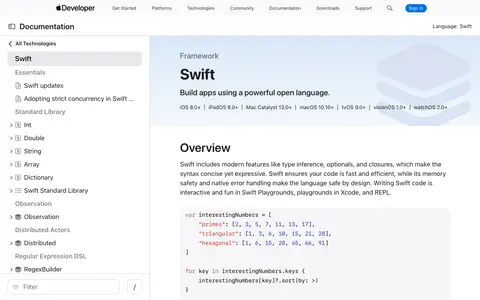 Developer
Get Started
Platforms
Technologies
Community
Documentation
Downloads
Support
Sign In
Documentation
Language: Swift
All Technologies
Swift
Essentials
Swift updates
Adopting strict concurrency in Swift ...
Standard Library
Int
Double
String
Array
Dictionary
Swift Standard Library
Observation
Observation
Distributed Actors
Distributed
Regular Expression DSL
RegexBuilder
Filter
/
Framework
Swift
Build apps using a powerful open language.
iOS 8.0+ | iPadOS 8.0+ | Mac Catalyst 13.0+ | macOS 10.10+ | tvOS 9.0+ | visionOS 1.0+ | watchOS 2.0+
Overview
Swift includes modern features like type inference, optionals, and closures, which make the
syntax concise yet expressive. Swift ensures your code is fast and efficient, while its memory
safety and native error handling make the language safe by design. Writing Swift code is
interactive and fun in Swift Playgrounds, playgrounds in Xcode, and REPL.
var interestingNumbers = [
"primes": [2, 3, 5, 7, 11, 13, 17],
"triangular": [1, 3, 6, 10, 15, 21, 28],
"hexagonal": [1, 6, 15, 28, 45, 66, 91]
]
for key in interestingNumbers.keys {
interestingNumbers[key]?.sort(by: >)
}